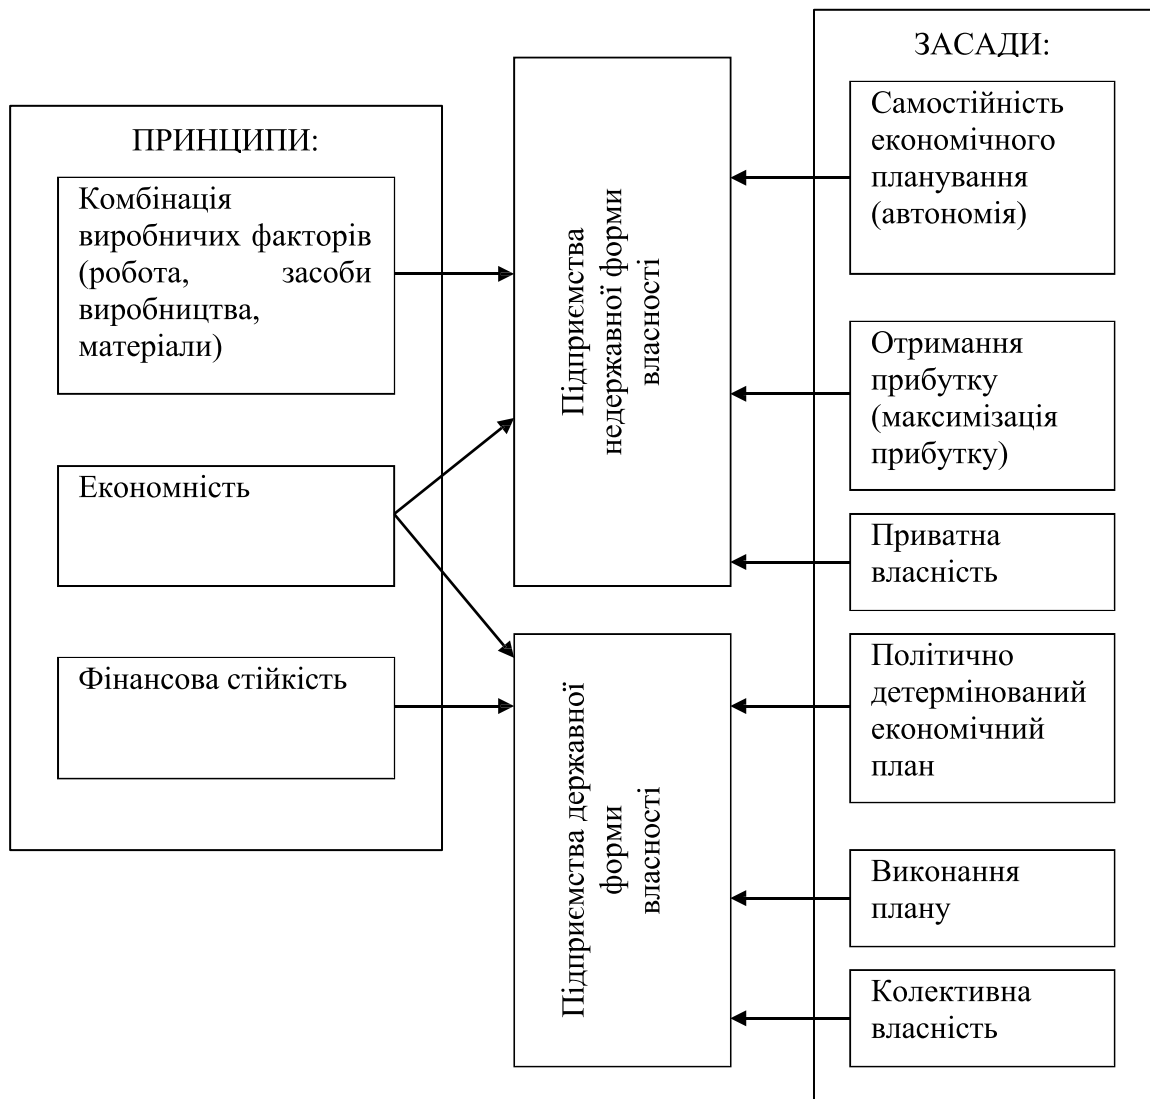 ПРИНЦИПИ:
Комбінація
виробничих факторів
(робота, засоби
виробництва,
матеріали)
Економність
Фінансова стійкість
Підприємства
недержавної форми
власності
Підприємства державної
форми
власності
ЗАСАДИ:
Самостійність
економічного
планування
(автономія)
Отримання
прибутку
(максимізація
прибутку)
Приватна
власність
Політично
детермінований
економічний
план
Виконання
плану
Колективна
власність